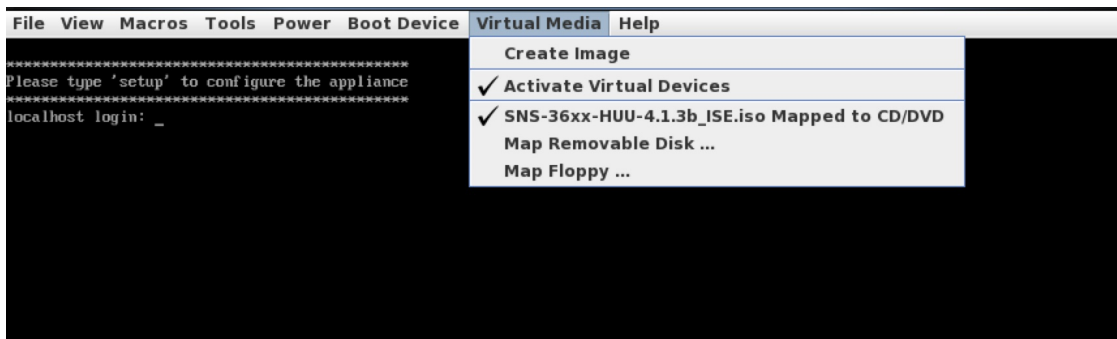 File View Macros Tools Power Boot Device Virtual Media Help
Create Image
Activate Virtual Devices
SNS-36xx-HUU-4.1.3b_ISE.iso Mapped to CD/DVD
Map Removable Disk ...
Map Floppy ...
**********************************************
Please type 'setup' to configure the appliance
**********************************************
localhost login: _